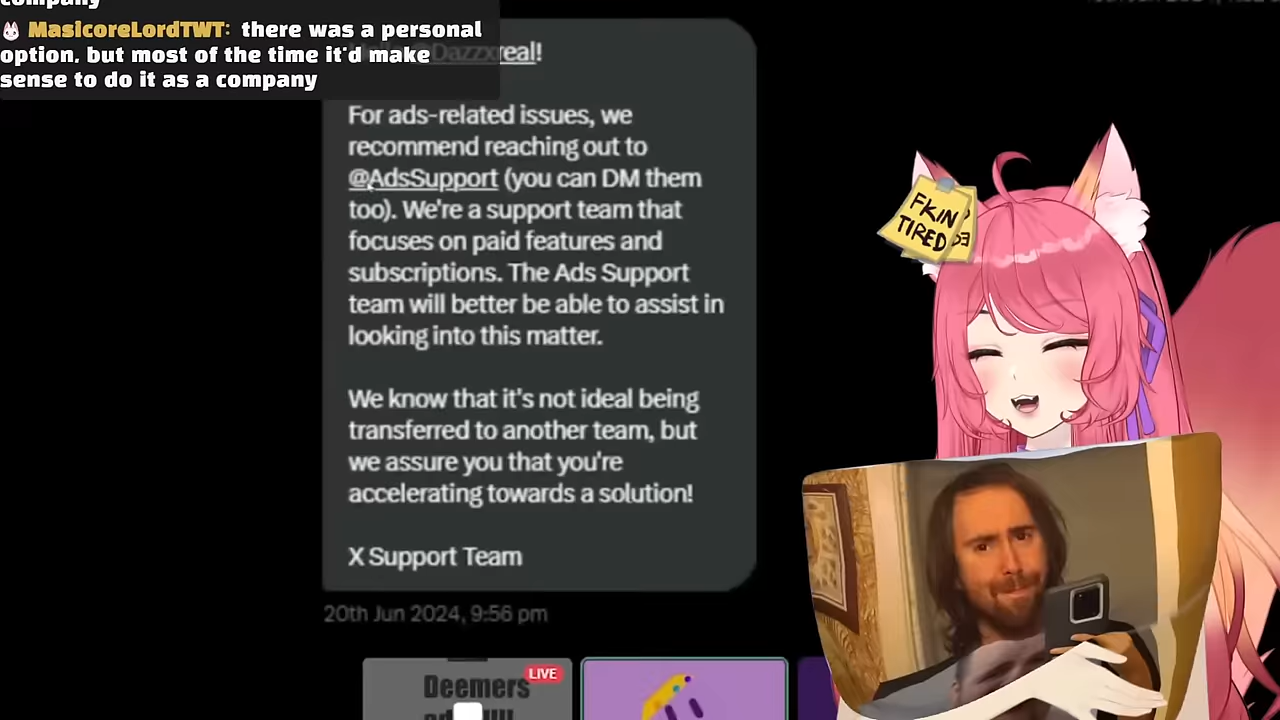 company
MasicoreLordTWT: there was a personal
option. but most of the time it'd make
sense to do it as a company
@Dazzxreal!
For ads-related issues, we
recommend reaching out to
@AdsSupport (you can DM them
too). We're a support team that
focuses on paid features and
subscriptions. The Ads Support
team will better be able to assist in
looking into this matter.
We know that it's not ideal being
transferred to another team, but
we assure you that you're
accelerating towards a solution!
X Support Team
20th Jun 2024, 9:56 pm
FKIN
TIRED
LIVE
Deemers